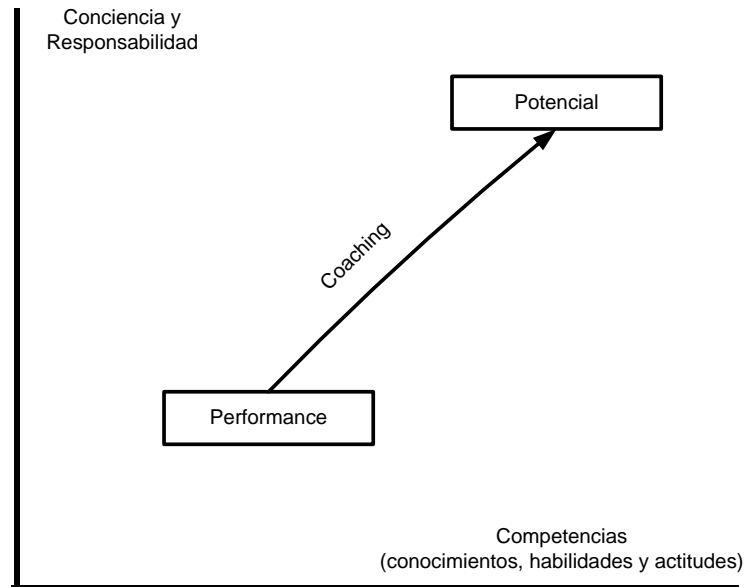 Conciencia y
Responsabilidad
Potencial
Coaching
Performance
Competencias
(conocimientos, habilidades y actitudes)